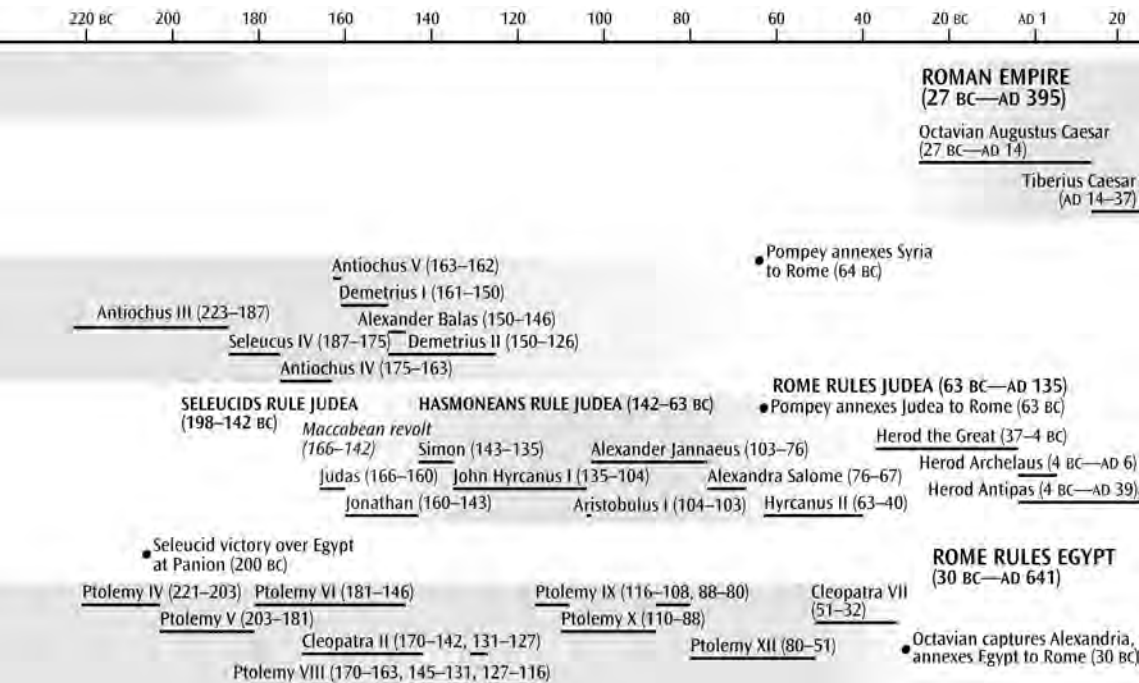 220 BC 200 180 160 140 120 100 80 60 40 20 BC AD 1 20
ROMAN EMPIRE
(27 BC—AD 395)
Octavian Augustus Caesar
(27 BC—AD 14)
Tiberius Caesar
(AD 14–37)
Pompey annexes Syria
to Rome (64 BC)
Antiochus V (163–162)
Demetrius I (161–150)
Antiochus III (223–187)
Alexander Balas (150–146)
Seleucus IV (187–175)
Demetrius II (150–126)
Antiochus IV (175–163)
SELEUCIDS RULE JUDEA
(198–142 BC)
HASMONEANS RULE JUDEA (142–63 BC)
ROME RULES JUDEA (63 BC—AD 135)
Pompey annexes Judea to Rome (63 BC)
Maccabean revolt
(166–142)
Simon (143–135)
Alexander Jannaeus (103–76)
Herod the Great (37–4 BC)
Judas (166–160)
John Hyrcanus I (135–104)
Alexandra Salome (76–67)
Herod Archelaus (4 BC—AD 6)
Jonathan (160–143)
Aristobulus I (104–103)
Hyrcanus II (63–40)
Herod Antipas (4 BC—AD 39)
Seleucid victory over Egypt
at Panion (200 BC)
ROME RULES EGYPT
(30 BC—AD 641)
Ptolemy IV (221–203)
Ptolemy VI (181–146)
Ptolemy IX (116–108, 88–80)
Cleopatra VII
(51–32)
Ptolemy V (203–181)
Ptolemy X (110–88)
Cleopatra II (170–142, 131–127)
Ptolemy XII (80–51)
Octavian captures Alexandria,
annexes Egypt to Rome (30 BC)
Ptolemy VIII (170–163, 145–131, 127–116)